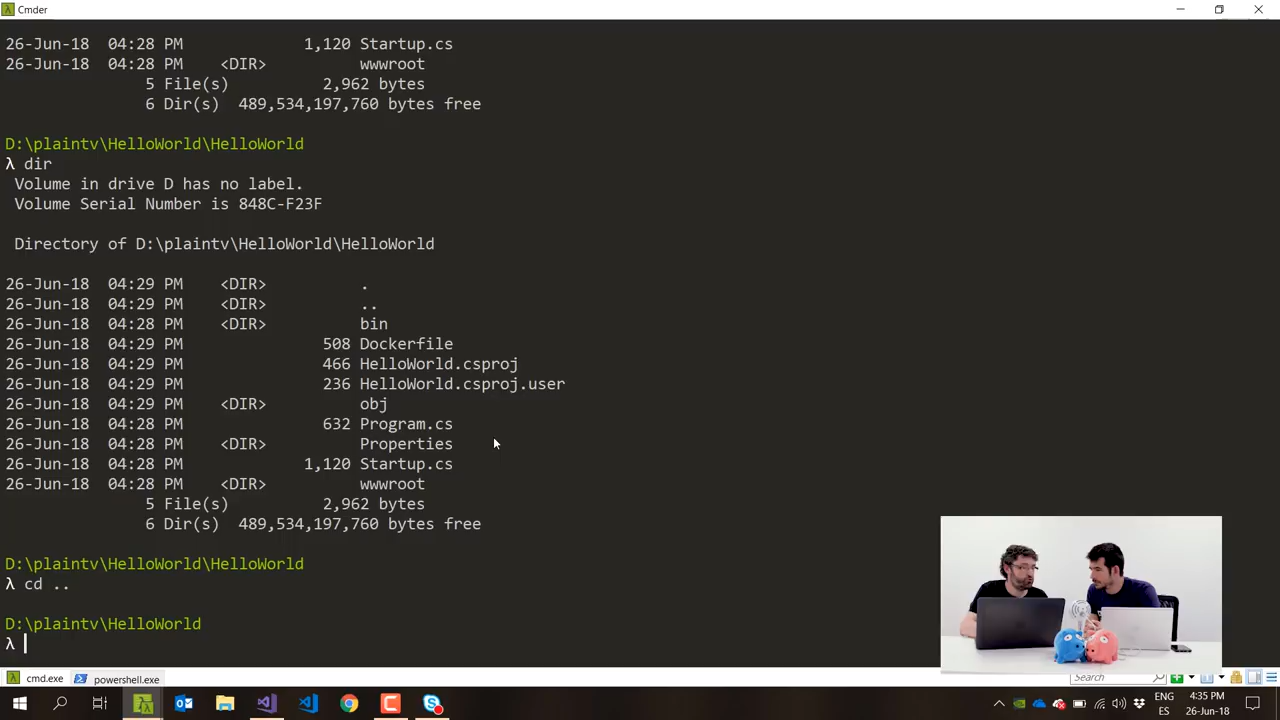 Cmder
26-Jun-18  04:28 PM             1,120 Startup.cs
26-Jun-18  04:28 PM    <DIR>          wwwroot
               5 File(s)          2,962 bytes
               6 Dir(s)  489,534,197,760 bytes free
D:\plaintv\HelloWorld\HelloWorld
λ dir
 Volume in drive D has no label.
 Volume Serial Number is 848C-F23F
 Directory of D:\plaintv\HelloWorld\HelloWorld
26-Jun-18  04:29 PM    <DIR>          .
26-Jun-18  04:29 PM    <DIR>          ..
26-Jun-18  04:28 PM    <DIR>          bin
26-Jun-18  04:29 PM               508 Dockerfile
26-Jun-18  04:29 PM               466 HelloWorld.csproj
26-Jun-18  04:29 PM               236 HelloWorld.csproj.user
26-Jun-18  04:29 PM    <DIR>          obj
26-Jun-18  04:28 PM               632 Program.cs
26-Jun-18  04:28 PM    <DIR>          Properties
26-Jun-18  04:28 PM             1,120 Startup.cs
26-Jun-18  04:28 PM    <DIR>          wwwroot
               5 File(s)          2,962 bytes
               6 Dir(s)  489,534,197,760 bytes free
D:\plaintv\HelloWorld\HelloWorld
λ cd ..
D:\plaintv\HelloWorld
λ
cmd.exe
powershell.exe
Search
ENG
ES
4:35 PM
26-Jun-18